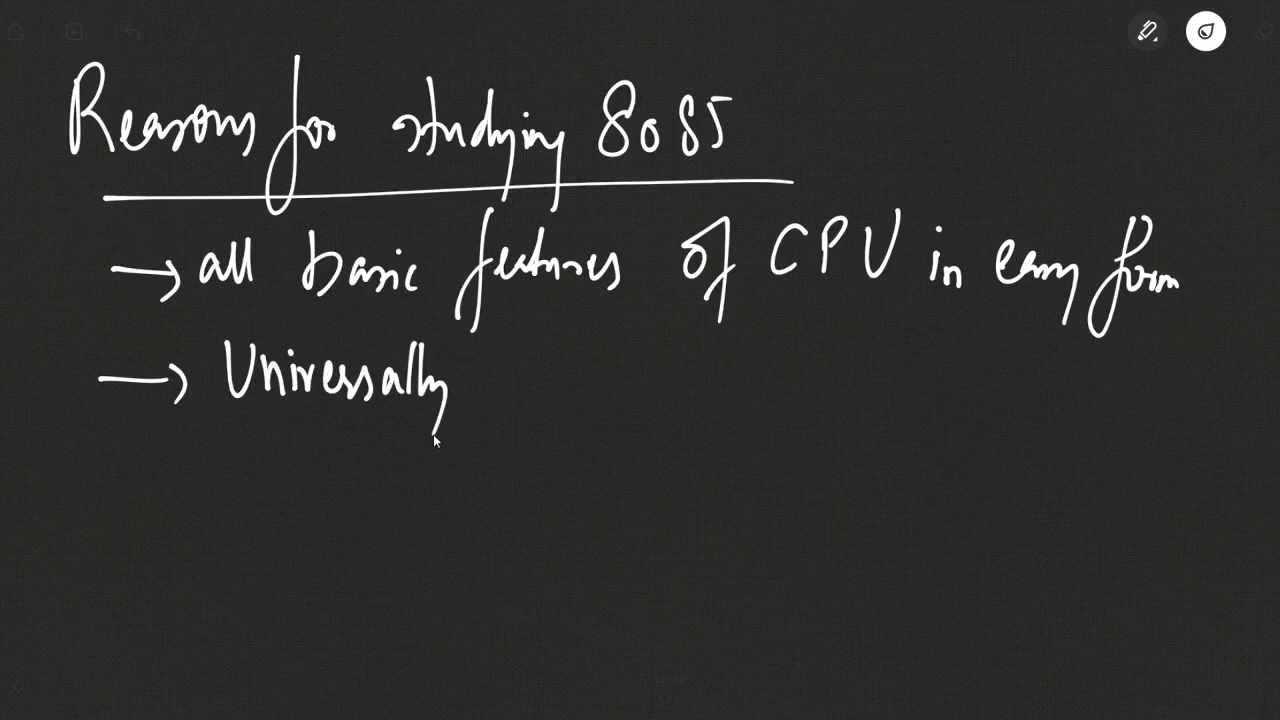 Reasons for studying 8085
→ all basic features of CPU in easy form
→ Universally